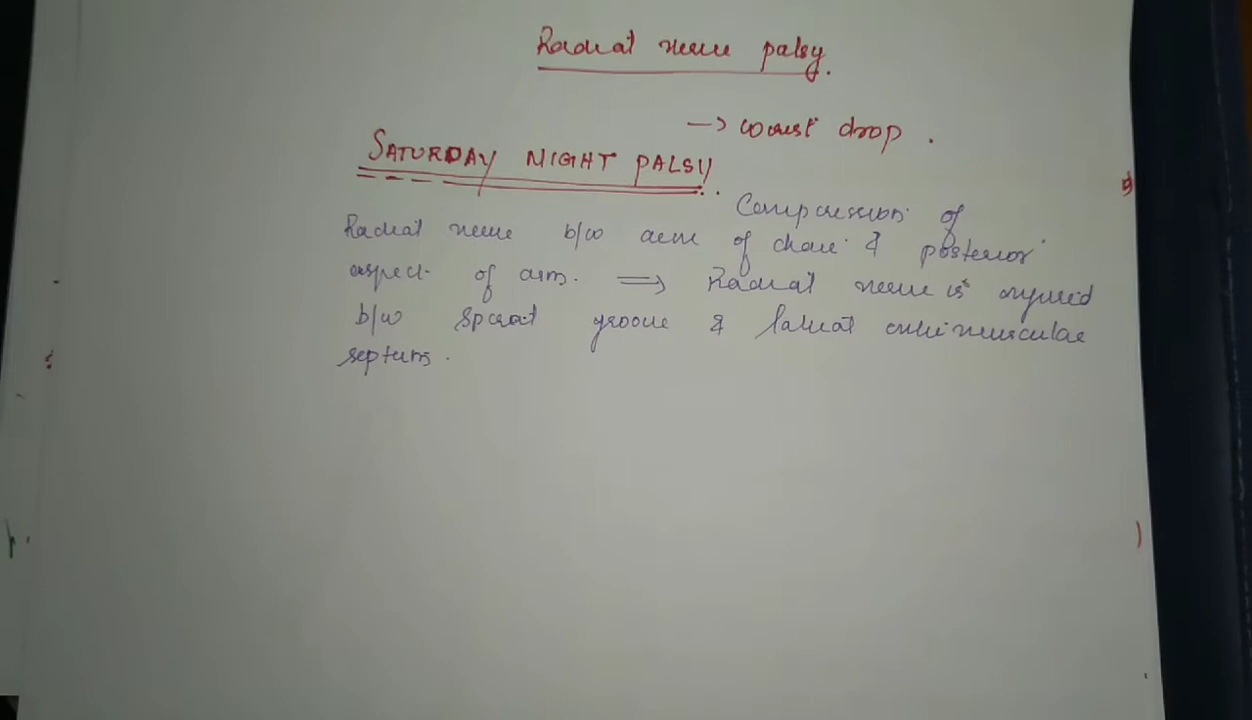 Radial nerve palsy.
→ wrist drop.
SATURDAY NIGHT PALSY.
Compression of
Radial nerve b/w arm of chair & posterior
aspect of arm. ⇒ Radial nerve is injured
b/w spiral groove & lateral intermuscular
septum.